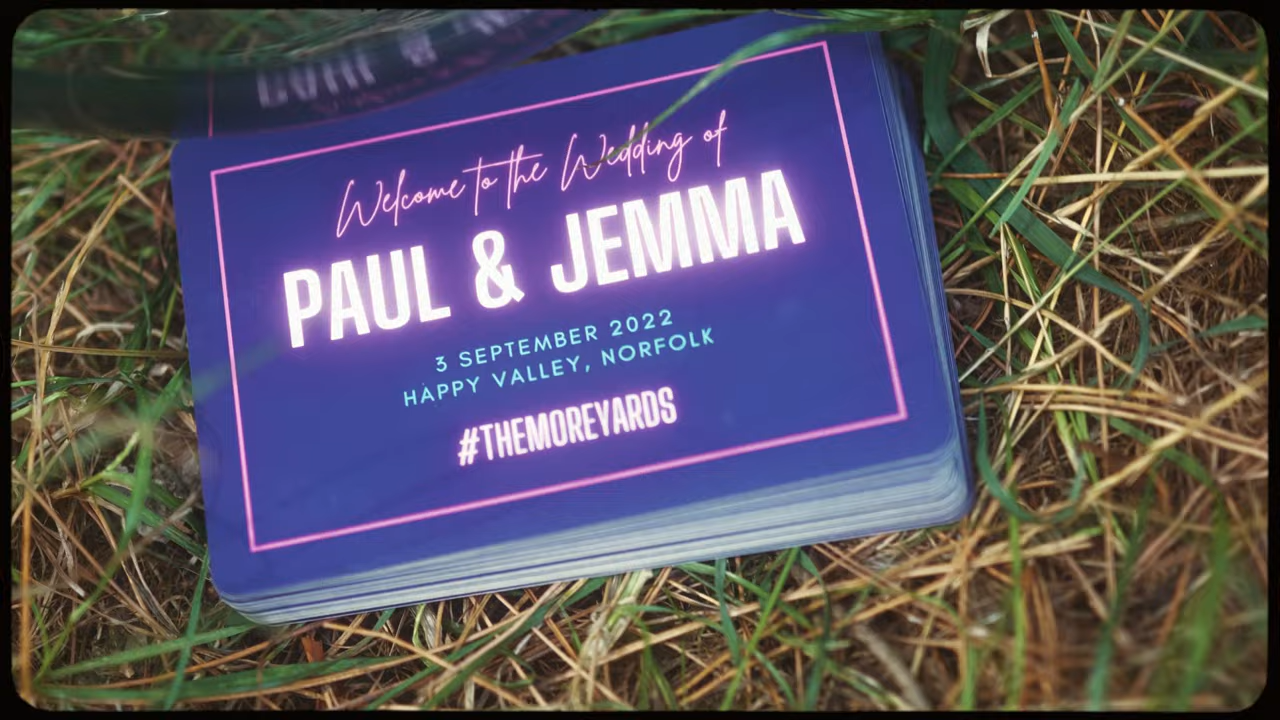 Welcome to the Wedding of
PAUL & JEMMA
3 SEPTEMBER 2022
HAPPY VALLEY, NORFOLK
#THEMOREYARDS